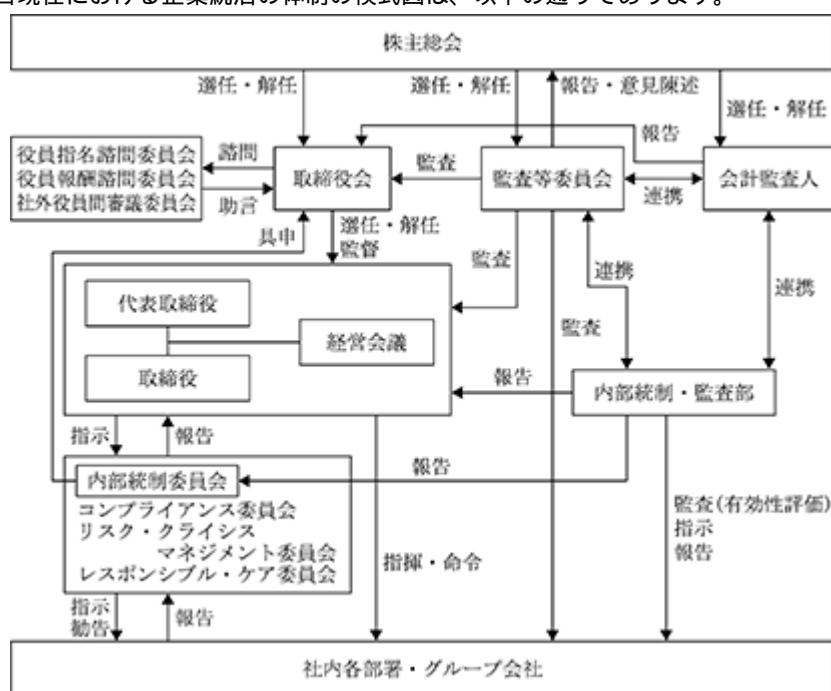 日現在における企業統治の体制の模式図は、以下の通りであります。
株主総会
選任・解任
選任・解任
報告・意見陳述
選任・解任
報告
役員指名諮問委員会
役員報酬諮問委員会
社外役員間審議委員会
諮問
助言
取締役会
監査
監査等委員会
連携
会計監査人
具申
選任・解任
監督
監査
連携
連携
代表取締役
経営会議
取締役
監査
報告
内部統制・監査部
指示
報告
報告
内部統制委員会
コンプライアンス委員会
リスク・クライシス
マネジメント委員会
レスポンシブル・ケア委員会
指揮・命令
監査(有効性評価)
指示
報告
指示
勧告
報告
社内各部署・グループ会社